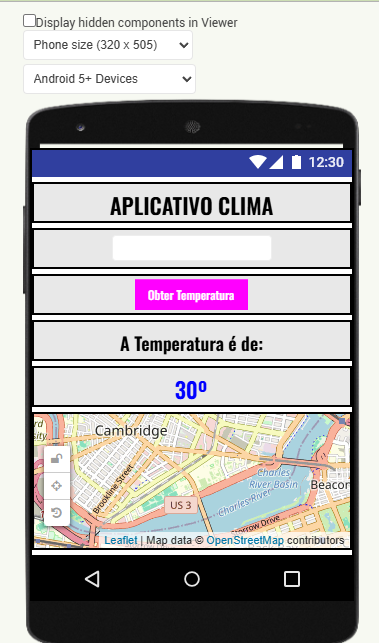 Display hidden components in Viewer
Phone size (320 x 505)
Android 5+ Devices
12:30
APLICATIVO CLIMA
Obter Temperatura
A Temperatura é de:
30º
Cambridge
Brookline Street
Charles
River Basin
Beacon
US 3
Charles River
Leaflet | Map data © OpenStreetMap contributors